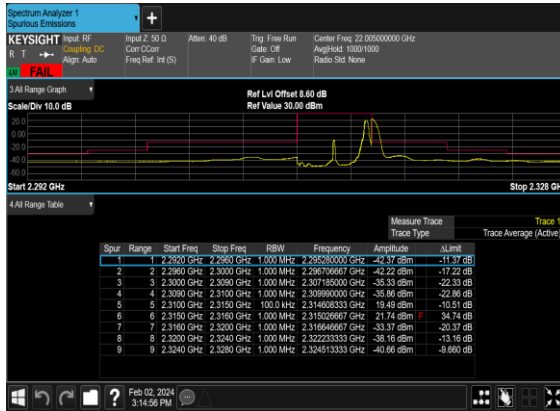 Spectrum Analyzer 1
Spurious Emissions
KEYSIGHT Input: RF Input Z: 50 Ω Atten: 40 dB Trig: Free Run Center Freq: 22.005000000 GHz
R T Coupling: DC Corr CCorr Gate: Off Avg|Hold: 1000/1000
Align: Auto Freq Ref: Int (S) IF Gain: Low Radio Std: None
FAIL
3 All Range Graph
Ref Lvl Offset 8.60 dB
Scale/Div 10.0 dB Ref Value 30.00 dBm
20.0
0.00
-20.0
-40.0
-60.0
Start 2.292 GHz Stop 2.328 GH
4 All Range Table
Measure Trace Trace 1
Trace Type Trace Average (Active)
Spur Range Start Freq Stop Freq RBW Frequency Amplitude ΔLimit
1 1 2.2920 GHz 2.2960 GHz 1.000 MHz 2.295280000 GHz -42.37 dBm -11.37 dB
2 2 2.2960 GHz 2.3000 GHz 1.000 MHz 2.296706667 GHz -42.22 dBm -17.22 dB
3 3 2.3000 GHz 2.3090 GHz 1.000 MHz 2.307185000 GHz -35.33 dBm -22.33 dB
4 4 2.3090 GHz 2.3100 GHz 1.000 MHz 2.309990000 GHz -35.86 dBm -22.86 dB
5 5 2.3100 GHz 2.3150 GHz 100.0 kHz 2.314608333 GHz 19.49 dBm -10.51 dB
6 6 2.3150 GHz 2.3160 GHz 1.000 MHz 2.315026667 GHz 21.74 dBm F 34.74 dB
7 7 2.3160 GHz 2.3200 GHz 1.000 MHz 2.316646667 GHz -33.37 dBm -20.37 dB
8 8 2.3200 GHz 2.3240 GHz 1.000 MHz 2.322233333 GHz -38.16 dBm -13.16 dB
9 9 2.3240 GHz 2.3280 GHz 1.000 MHz 2.324513333 GHz -40.66 dBm -9.660 dB
Feb 02, 2024
3:14:56 PM